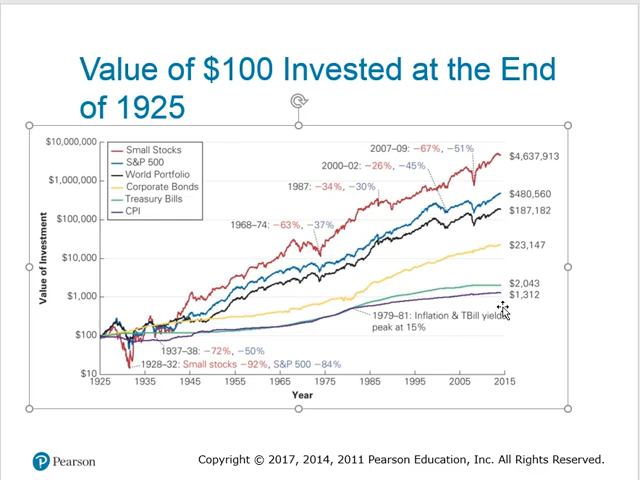 Value of $100 Invested at the End
of 1925
$10,000,000
$1,000,000
$100,000
$10,000
$1,000
$100
$10
Value of Investment
Small Stocks
S&P 500
World Portfolio
Corporate Bonds
Treasury Bills
CPI
2007–09: −67%, −51%
2000–02: −26%, −45%
1987: −34%, −30%
1968–74: −63%, −37%
$4,637,913
$480,560
$187,182
$23,147
$2,043
$1,312
1979–81: Inflation & TBill yields
peak at 15%
1937–38: −72%, −50%
1928–32: Small stocks −92%, S&P 500 −84%
1925 1935 1945 1955 1965 1975 1985 1995 2005 2015
Year
Pearson
Copyright © 2017, 2014, 2011 Pearson Education, Inc. All Rights Reserved.